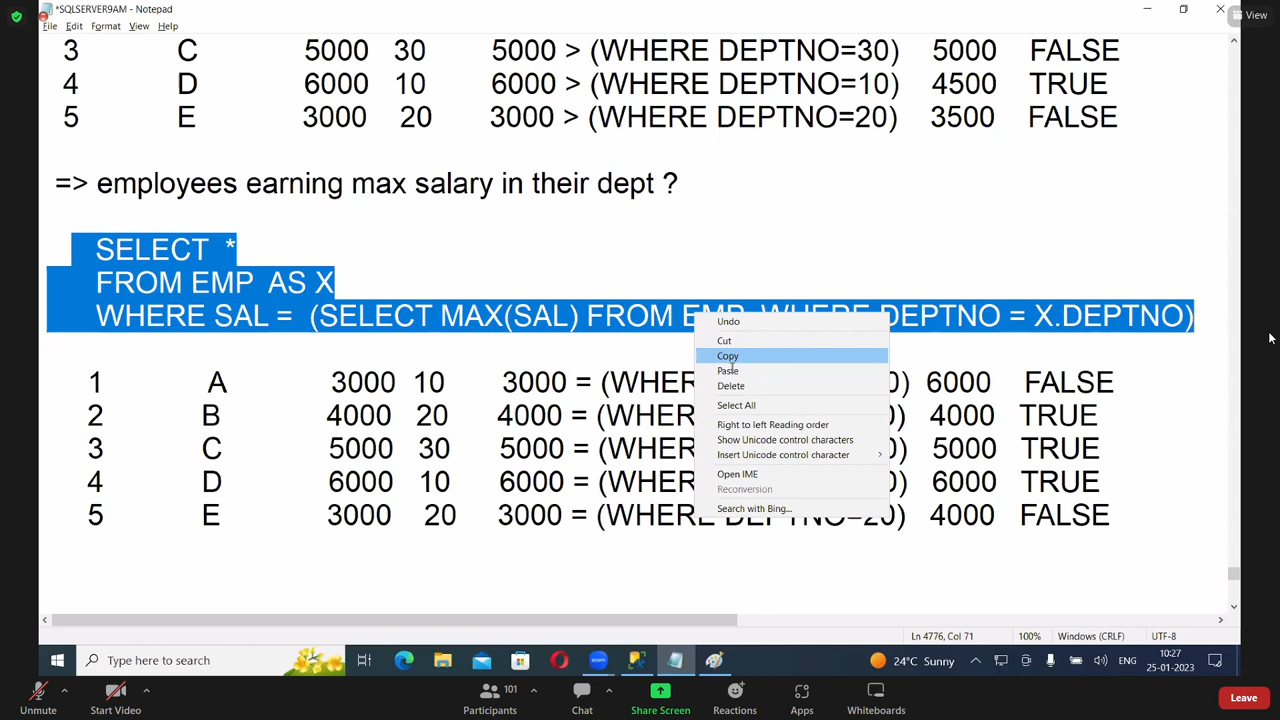 *SQLSERVER9AM - Notepad
View
File Edit Format View Help
3 C 5000 30 5000 > (WHERE DEPTNO=30) 5000 FALSE
4 D 6000 10 6000 > (WHERE DEPTNO=10) 4500 TRUE
5 E 3000 20 3000 > (WHERE DEPTNO=20) 3500 FALSE
=> employees earning max salary in their dept ?
SELECT *
FROM EMP AS X
WHERE SAL = (SELECT MAX(SAL) FROM EMP WHERE DEPTNO = X.DEPTNO)
Undo
Cut
Copy
Paste
Delete
Select All
Right to left Reading order
Show Unicode control characters
Insert Unicode control character
Open IME
Reconversion
Search with Bing...
1 A 3000 10 3000 = (WHER 0) 6000 FALSE
2 B 4000 20 4000 = (WHER 0) 4000 TRUE
3 C 5000 30 5000 = (WHER 0) 5000 TRUE
4 D 6000 10 6000 = (WHER 0) 6000 TRUE
5 E 3000 20 3000 = (WHERE DEPTNO=20) 4000 FALSE
Ln 4776, Col 71 100% Windows (CRLF) UTF-8
Type here to search
24°C Sunny ENG 10:27
25-01-2023
Unmute Start Video 101 Participants Chat Share Screen Reactions Apps Whiteboards Leave